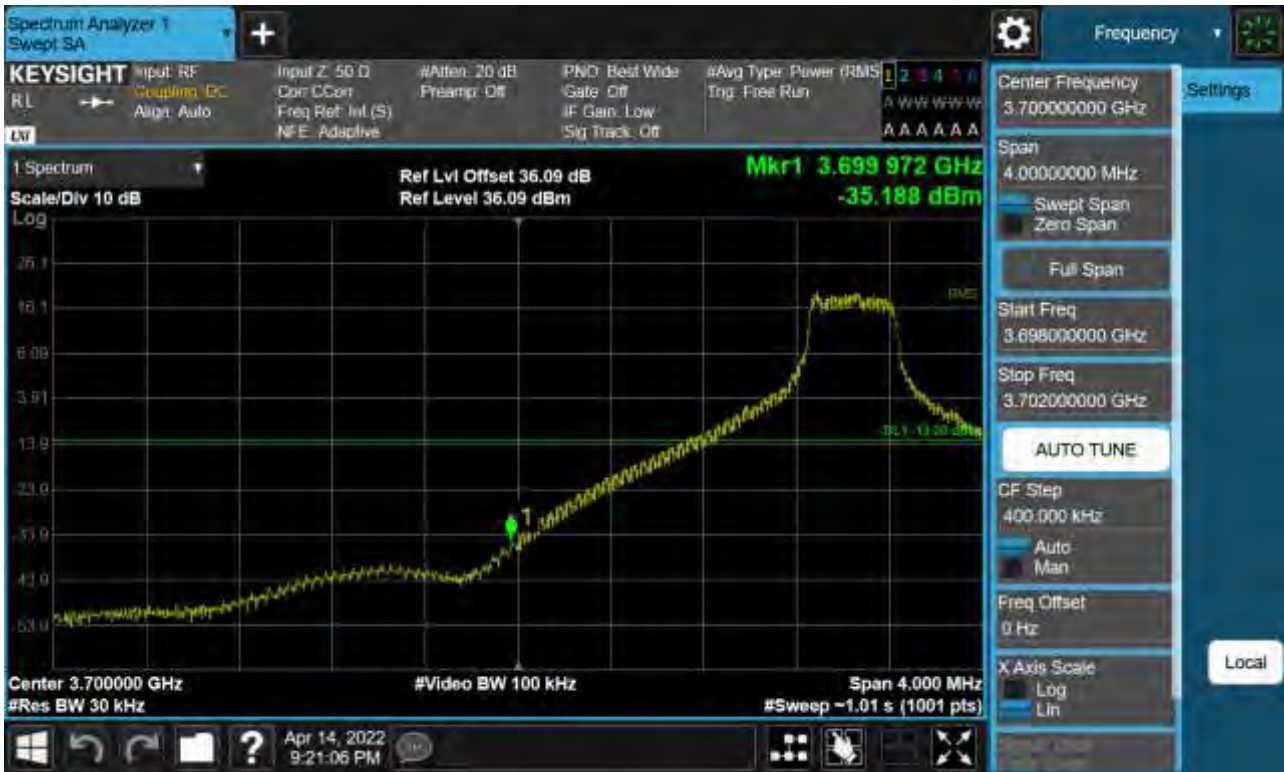 Spectrum Analyzer 1
Swept SA
Frequency
KEYSIGHT
RL
LXI
Input: RF
Coupling: DC
Align: Auto
Input Z: 50 Ω
Corr CCorr
Freq Ref: Int (S)
NFE: Adaptive
#Atten: 20 dB
Preamp: Off
PNO: Best Wide
Gate: Off
IF Gain: Low
Sig Track: Off
#Avg Type: Power (RMS
Trig: Free Run
1 2 3 4 5 6
A W W W W W
A A A A A A
1 Spectrum
Scale/Div 10 dB
Log
Ref Lvl Offset 36.09 dB
Ref Level 36.09 dBm
Mkr1 3.699 972 GHz
-35.188 dBm
26.1
16.1
6.09
-3.91
-13.9
-23.9
-33.9
-43.9
-53.9
RMS
DL1 -13.00 dBm
1
Center 3.700000 GHz
#Res BW 30 kHz
#Video BW 100 kHz
Span 4.000 MHz
#Sweep ~1.01 s (1001 pts)
Apr 14, 2022
9:21:06 PM
Center Frequency
3.700000000 GHz
Span
4.00000000 MHz
Swept Span
Zero Span
Full Span
Start Freq
3.698000000 GHz
Stop Freq
3.702000000 GHz
AUTO TUNE
CF Step
400.000 kHz
Auto
Man
Freq Offset
0 Hz
X Axis Scale
Log
Lin
Settings
Local